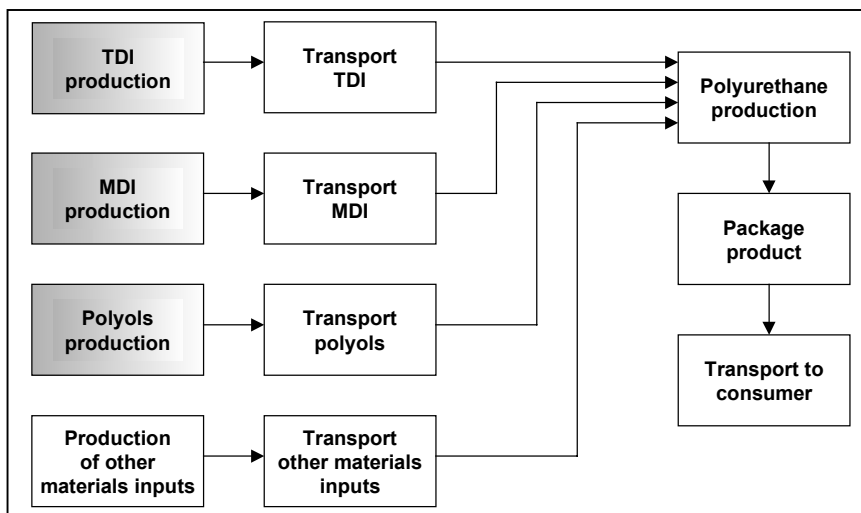 TDI
production
Transport
TDI
Polyurethane
production
MDI
production
Transport
MDI
Package
product
Polyols
production
Transport
polyols
Transport to
consumer
Production
of other
materials inputs
Transport
other materials
inputs